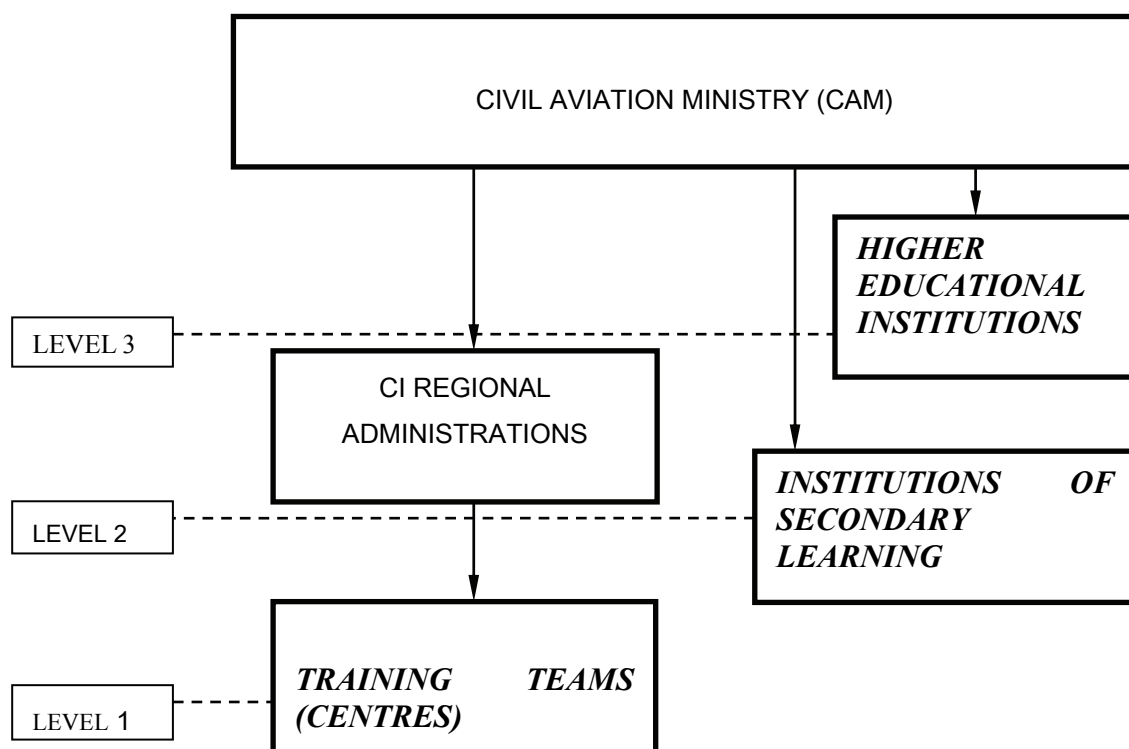 CIVIL AVIATION MINISTRY (CAM)
HIGHER
EDUCATIONAL
INSTITUTIONS
LEVEL 3
CI REGIONAL
ADMINISTRATIONS
INSTITUTIONS OF
SECONDARY
LEARNING
LEVEL 2
TRAINING TEAMS
(CENTRES)
LEVEL 1